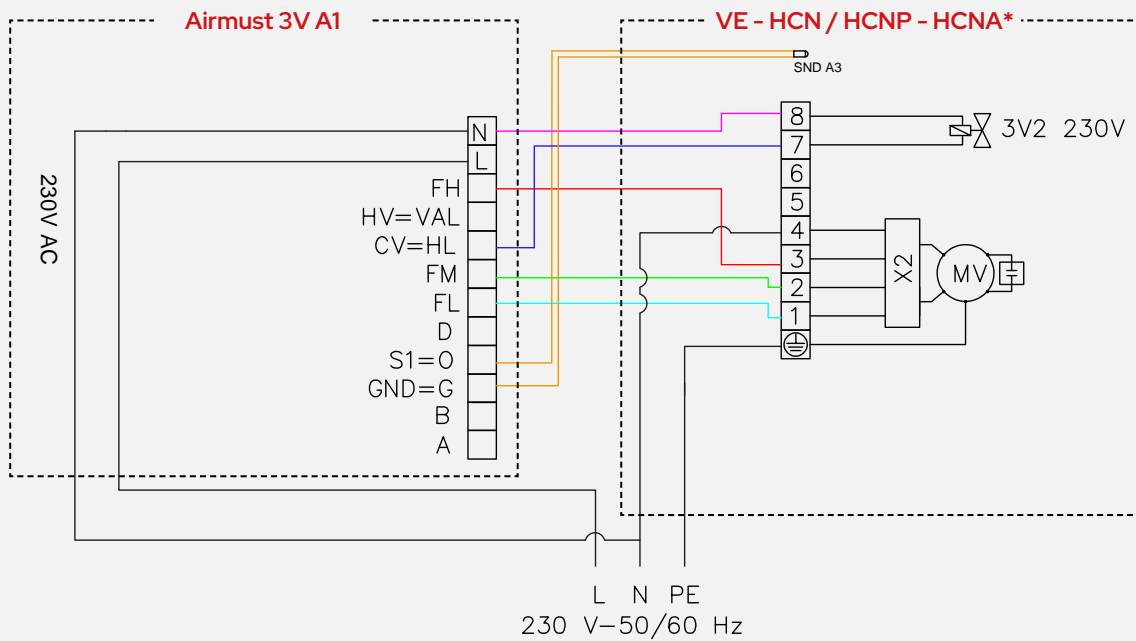 Airmust 3V A1
VE - HCN / HCNP - HCNA*
SND A3
230V AC
N
L
FH
HV=VAL
CV=HL
FM
FL
D
S1=O
GND=G
B
A
8
7
6
5
4
3
2
1
3V2 230V
X2
MV
L N PE
230 V-50/60 Hz